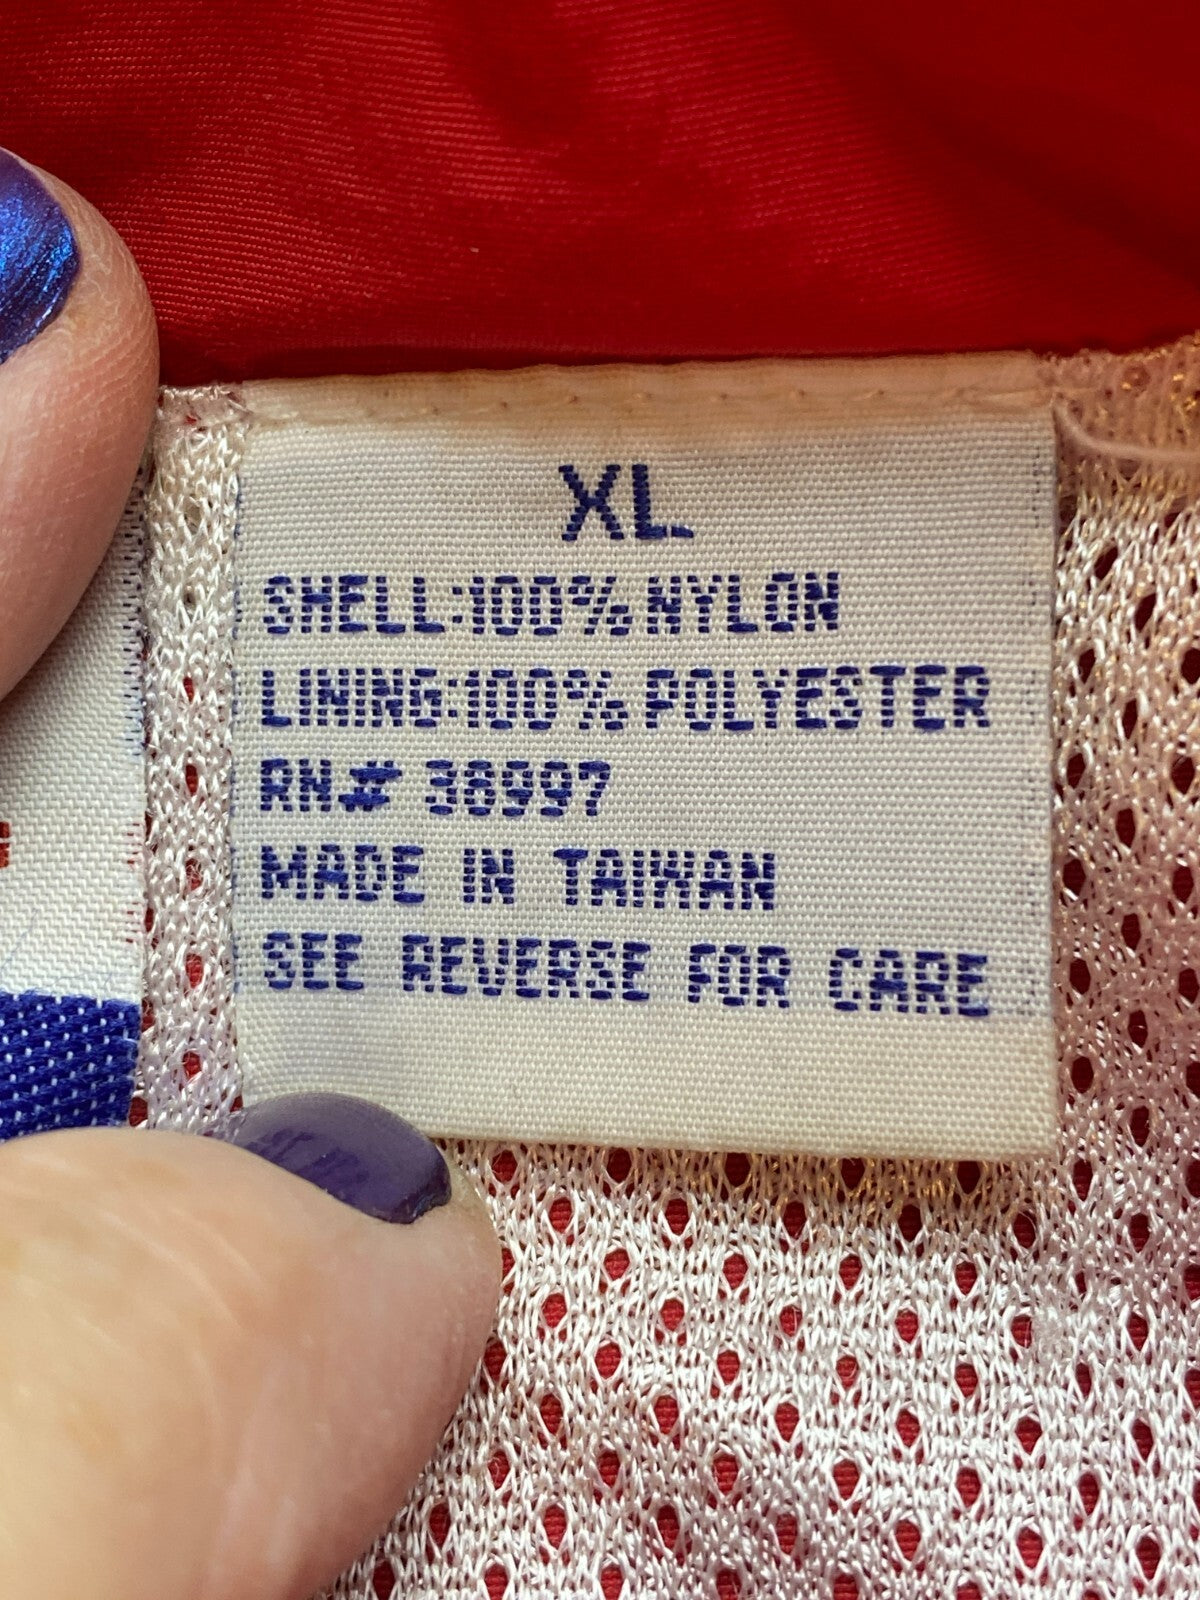 XL
SHELL:100% NYLON
LINING:100% POLYESTER
RN# 38997
MADE IN TAIWAN
SEE REVERSE FOR CARE